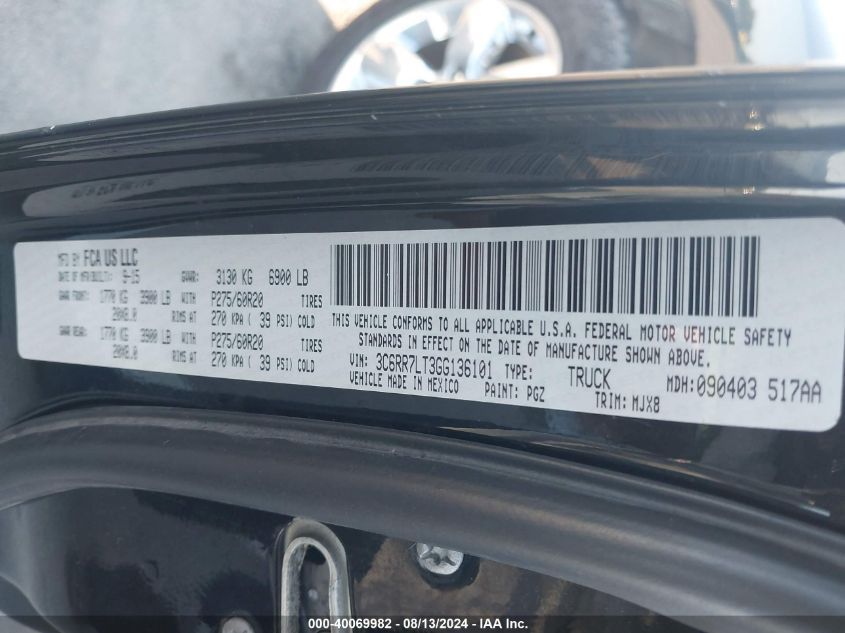 MFD BY FCA US LLC
DATE OF MFR/BUILT: 9-15 GVWR: 3130 KG 6900 LB
GAWR FRONT: 1770 KG 3900 LB WITH P275/60R20 TIRES
20X8.0 RIMS AT 270 KPA ( 39 PSI) COLD
GAWR REAR: 1770 KG 3900 LB WITH P275/60R20 TIRES
20X8.0 RIMS AT 270 KPA ( 39 PSI) COLD
THIS VEHICLE CONFORMS TO ALL APPLICABLE U.S.A. FEDERAL MOTOR VEHICLE SAFETY
STANDARDS IN EFFECT ON THE DATE OF MANUFACTURE SHOWN ABOVE.
VIN: 3C6RR7LT3GG136101 TYPE: TRUCK MDH: 090403 517AA
VEHICLE MADE IN MEXICO PAINT: PGZ TRIM: MJX8
000-40069982 - 08/13/2024 - IAA Inc.